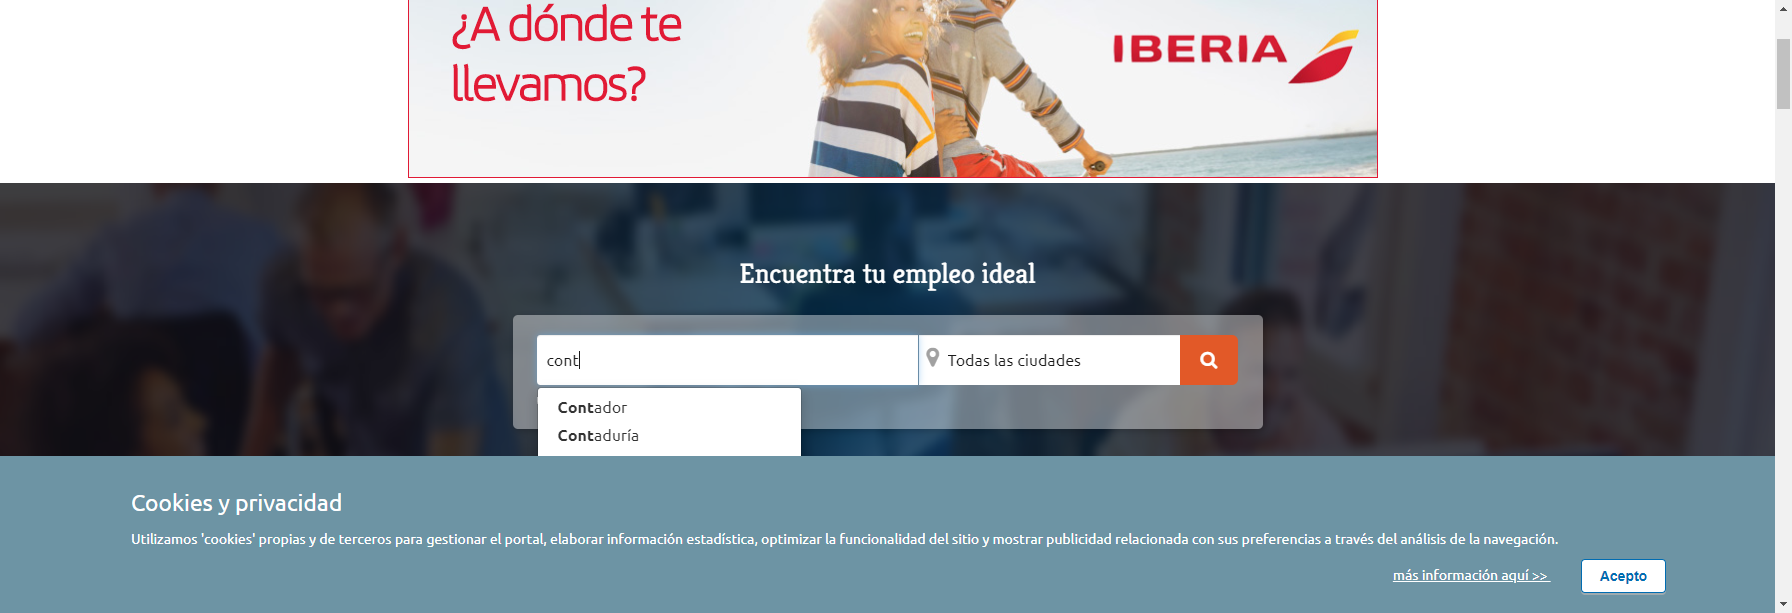 ¿A dónde te
llevamos?
IBERIA
Encuentra tu empleo ideal
cont
Todas las ciudades
Contador
Contaduría
Cookies y privacidad
Utilizamos 'cookies' propias y de terceros para gestionar el portal, elaborar información estadística, optimizar la funcionalidad del sitio y mostrar publicidad relacionada con sus preferencias a través del análisis de la navegación.
más información aquí >>
Acepto